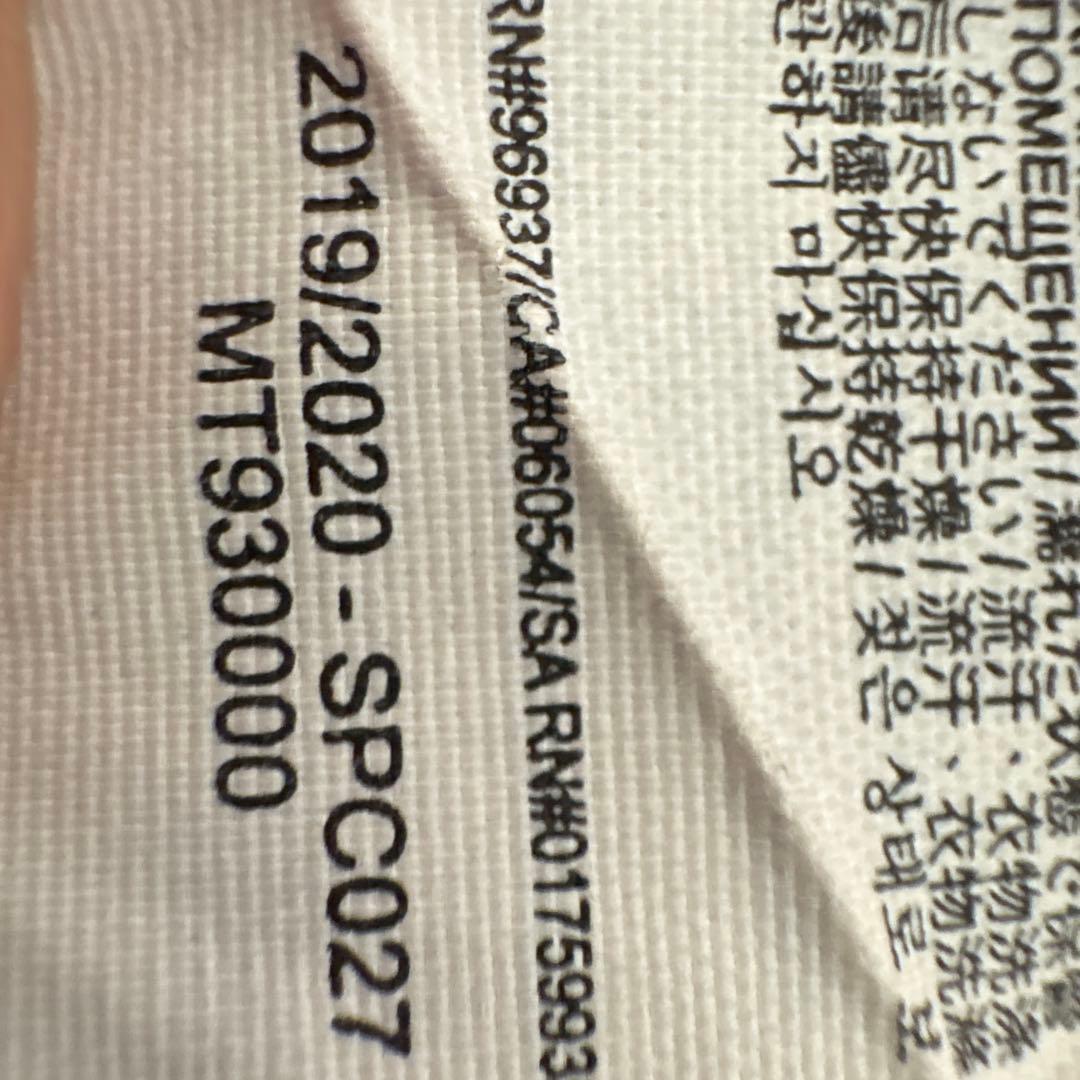 ПОМЕЩЕНИИ / 濡れた状態で保
しないでください / 流汗、衣物洗涤
后请尽快保持干燥 / 流汗、衣物洗滌
後請儘快保持乾燥 / 젖은 상태로 보
관하지 마십시오
RN#96937/CA#06054/SA RN#0175993
2019/2020 - SPC027
MT930000